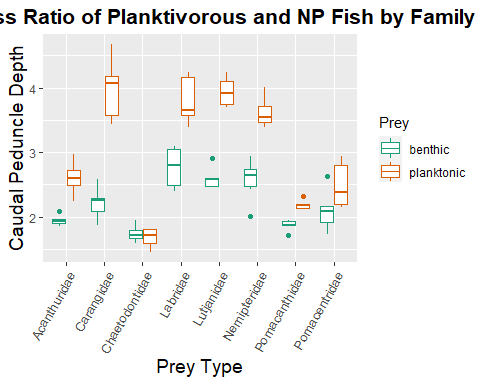 ss Ratio of Planktivorous and NP Fish by Family
Caudal Peduncle Depth
4
3
2
Acanthuridae
Carangidae
Chaetodontidae
Labridae
Lutjanidae
Nemipteridae
Pomacanthidae
Pomacentridae
Prey Type
Prey
benthic
planktonic